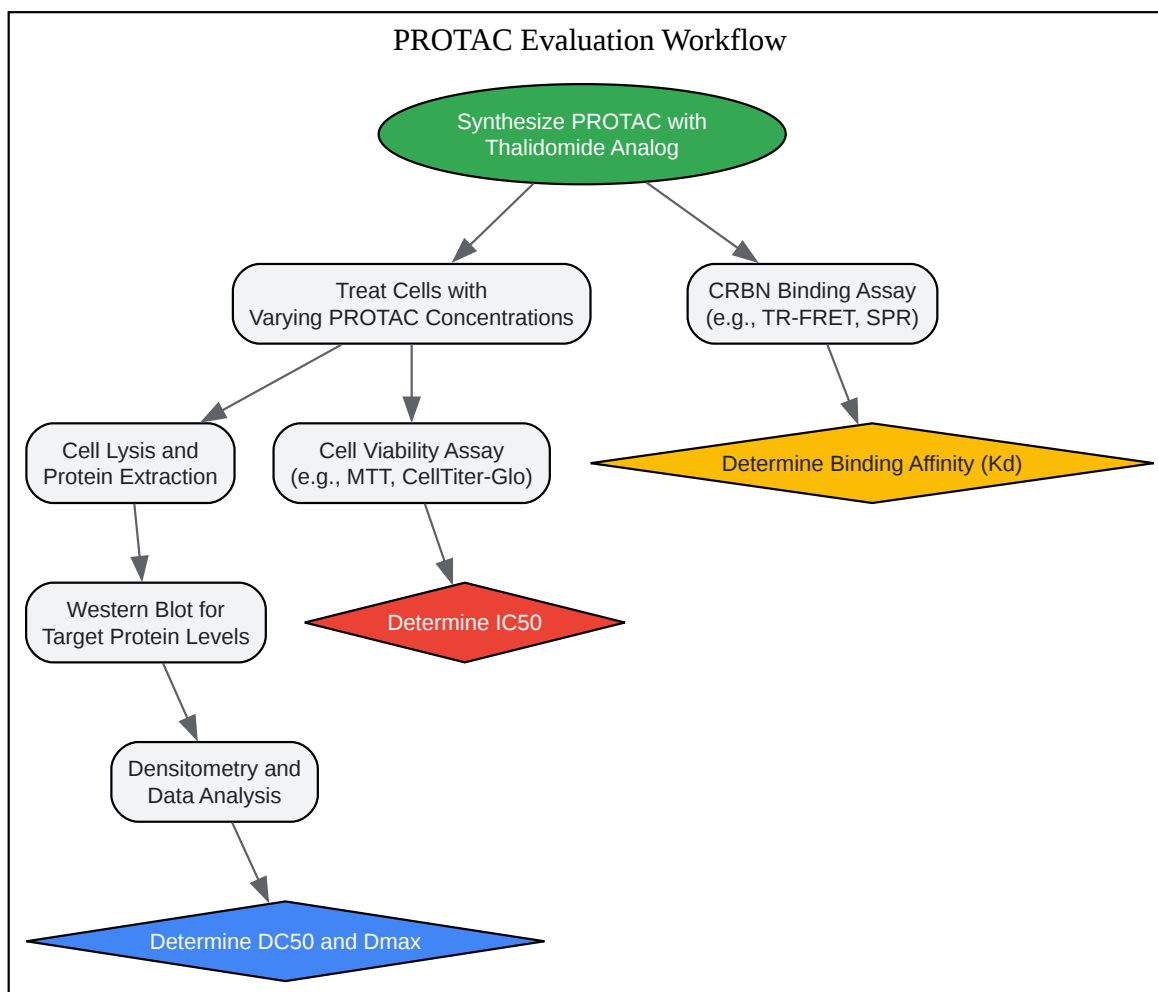 PROTAC Evaluation Workflow
Synthesize PROTAC with
Thalidomide Analog
Treat Cells with
Varying PROTAC Concentrations
CRBN Binding Assay
(e.g., TR-FRET, SPR)
Cell Lysis and
Protein Extraction
Cell Viability Assay
(e.g., MTT, CellTiter-Glo)
Determine Binding Affinity (Kd)
Western Blot for
Target Protein Levels
Determine IC50
Densitometry and
Data Analysis
Determine DC50 and Dmax